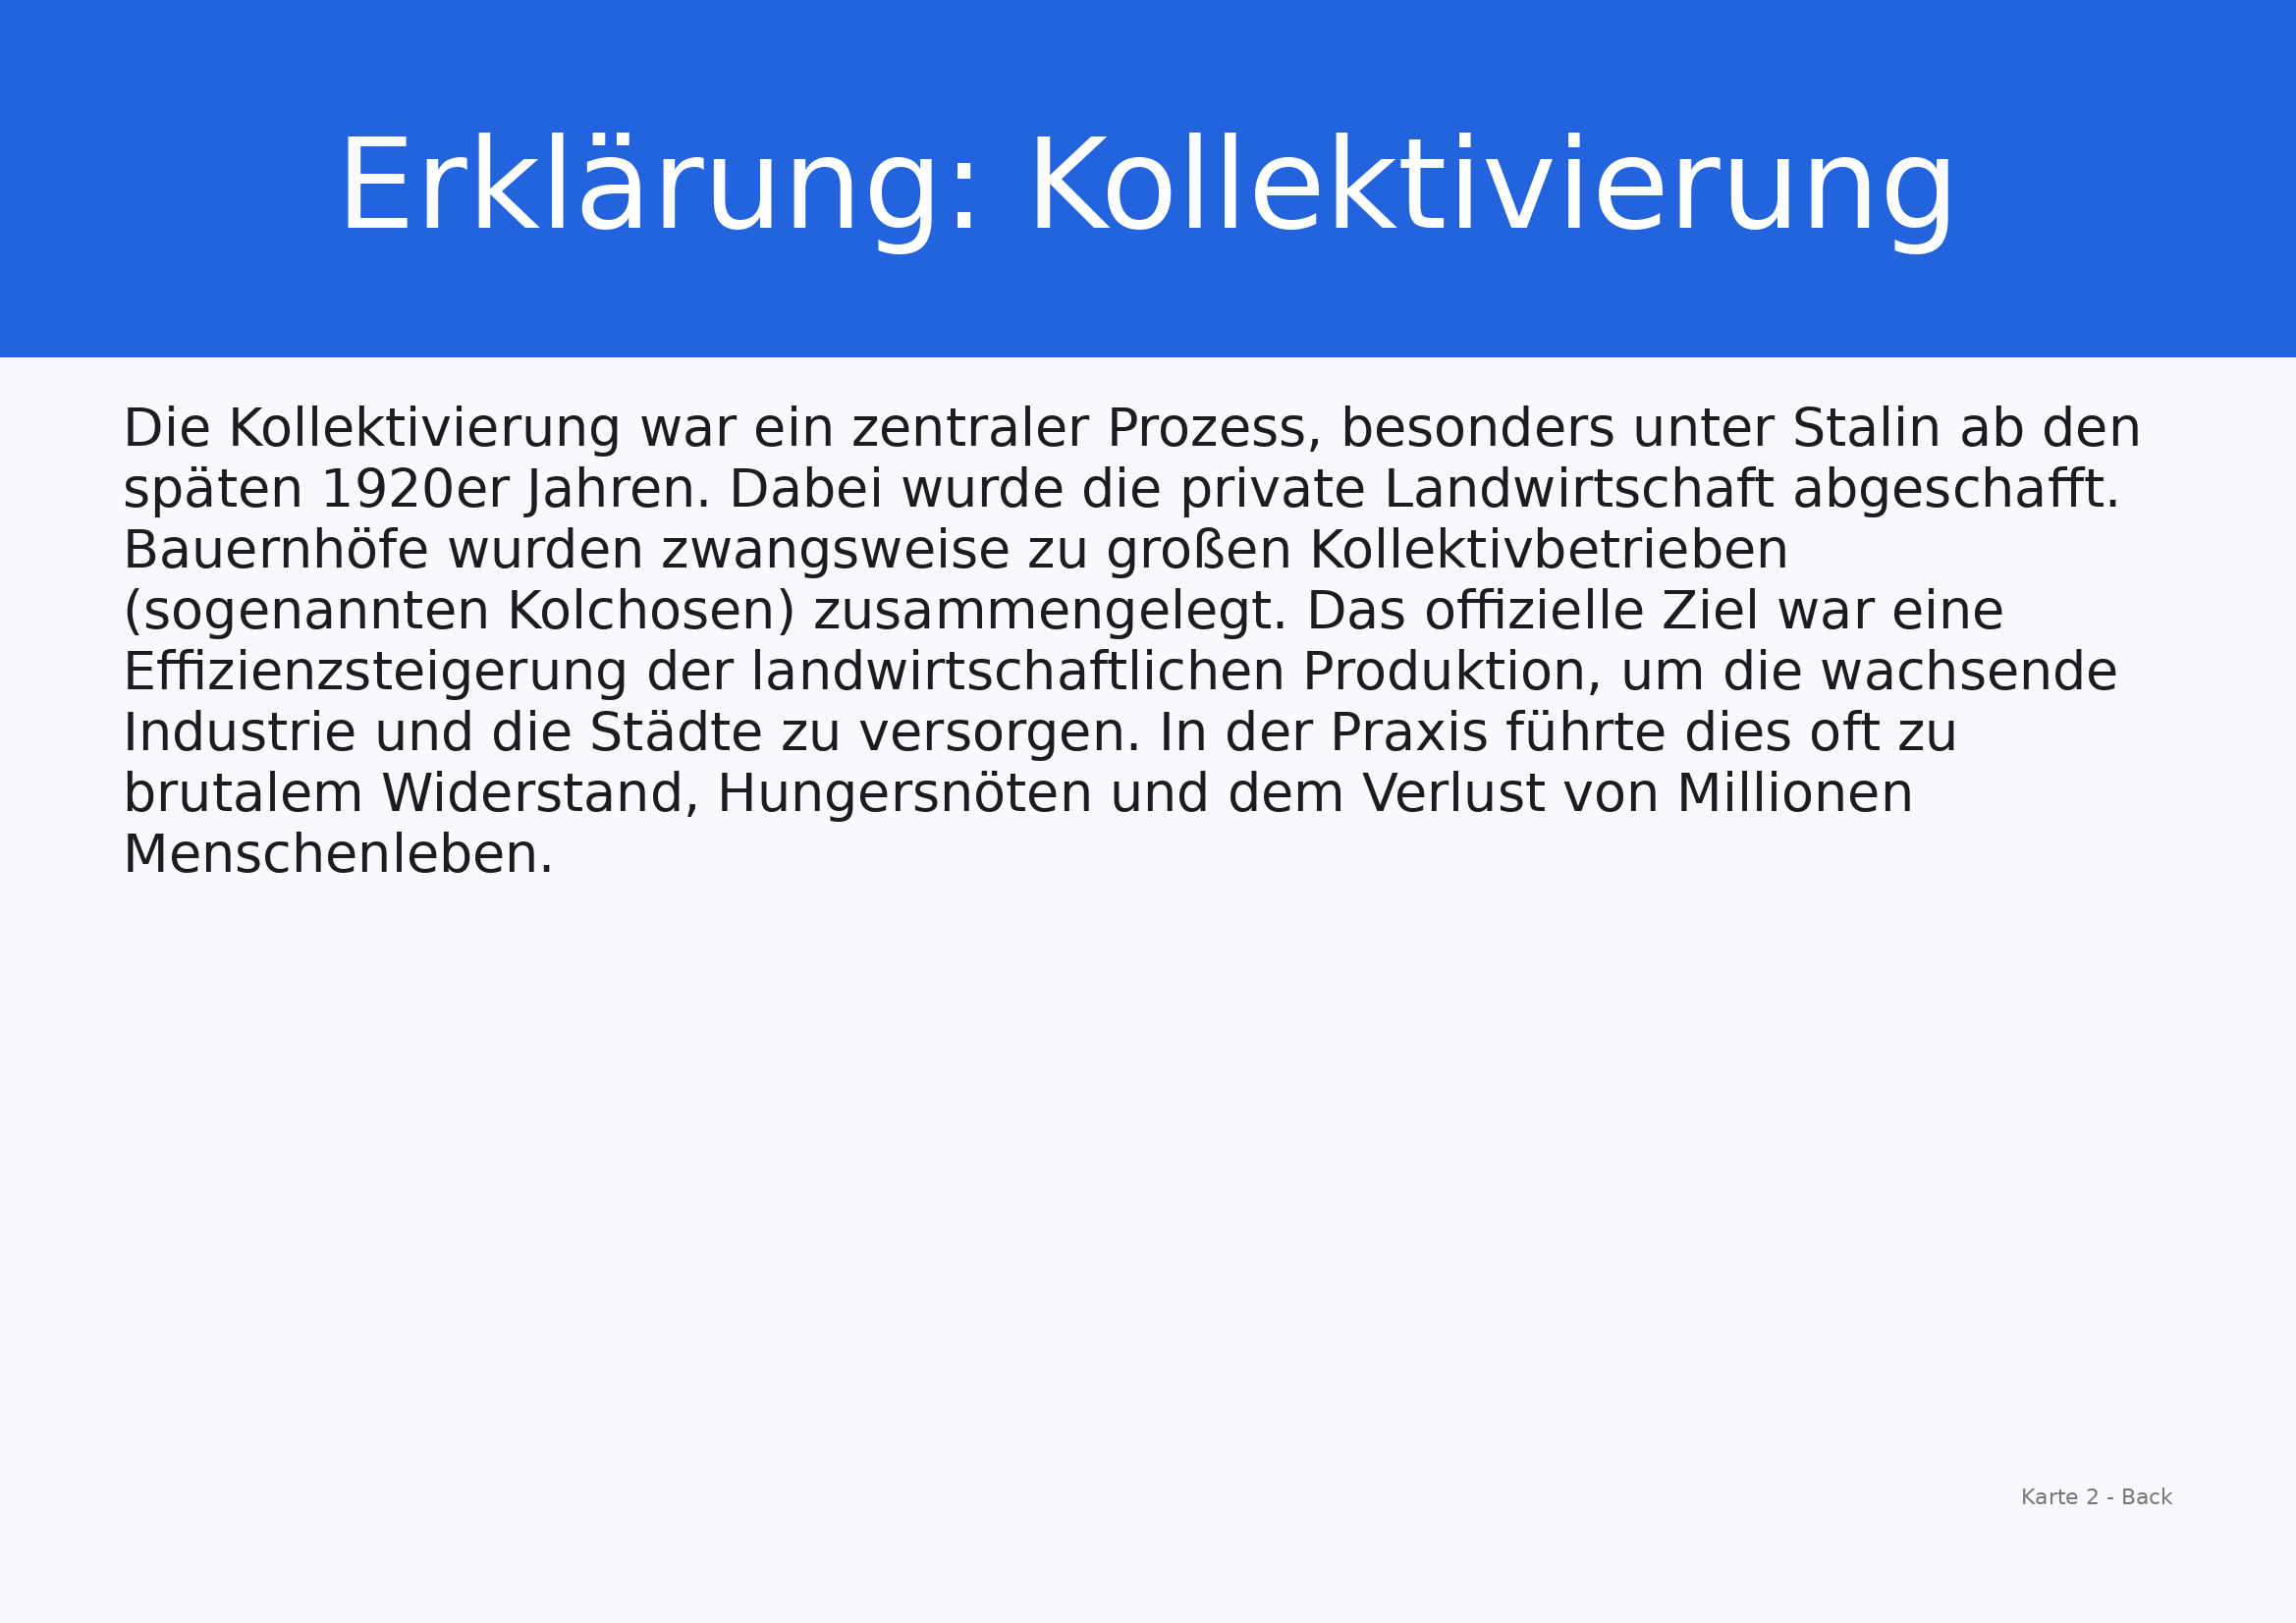 Erklärung: Kollektivierung
Die Kollektivierung war ein zentraler Prozess, besonders unter Stalin ab den
späten 1920er Jahren. Dabei wurde die private Landwirtschaft abgeschafft.
Bauernhöfe wurden zwangsweise zu großen Kollektivbetrieben
(sogenannten Kolchosen) zusammengelegt. Das offizielle Ziel war eine
Effizienzsteigerung der landwirtschaftlichen Produktion, um die wachsende
Industrie und die Städte zu versorgen. In der Praxis führte dies oft zu
brutalem Widerstand, Hungersnöten und dem Verlust von Millionen
Menschenleben.
Karte 2 - Back